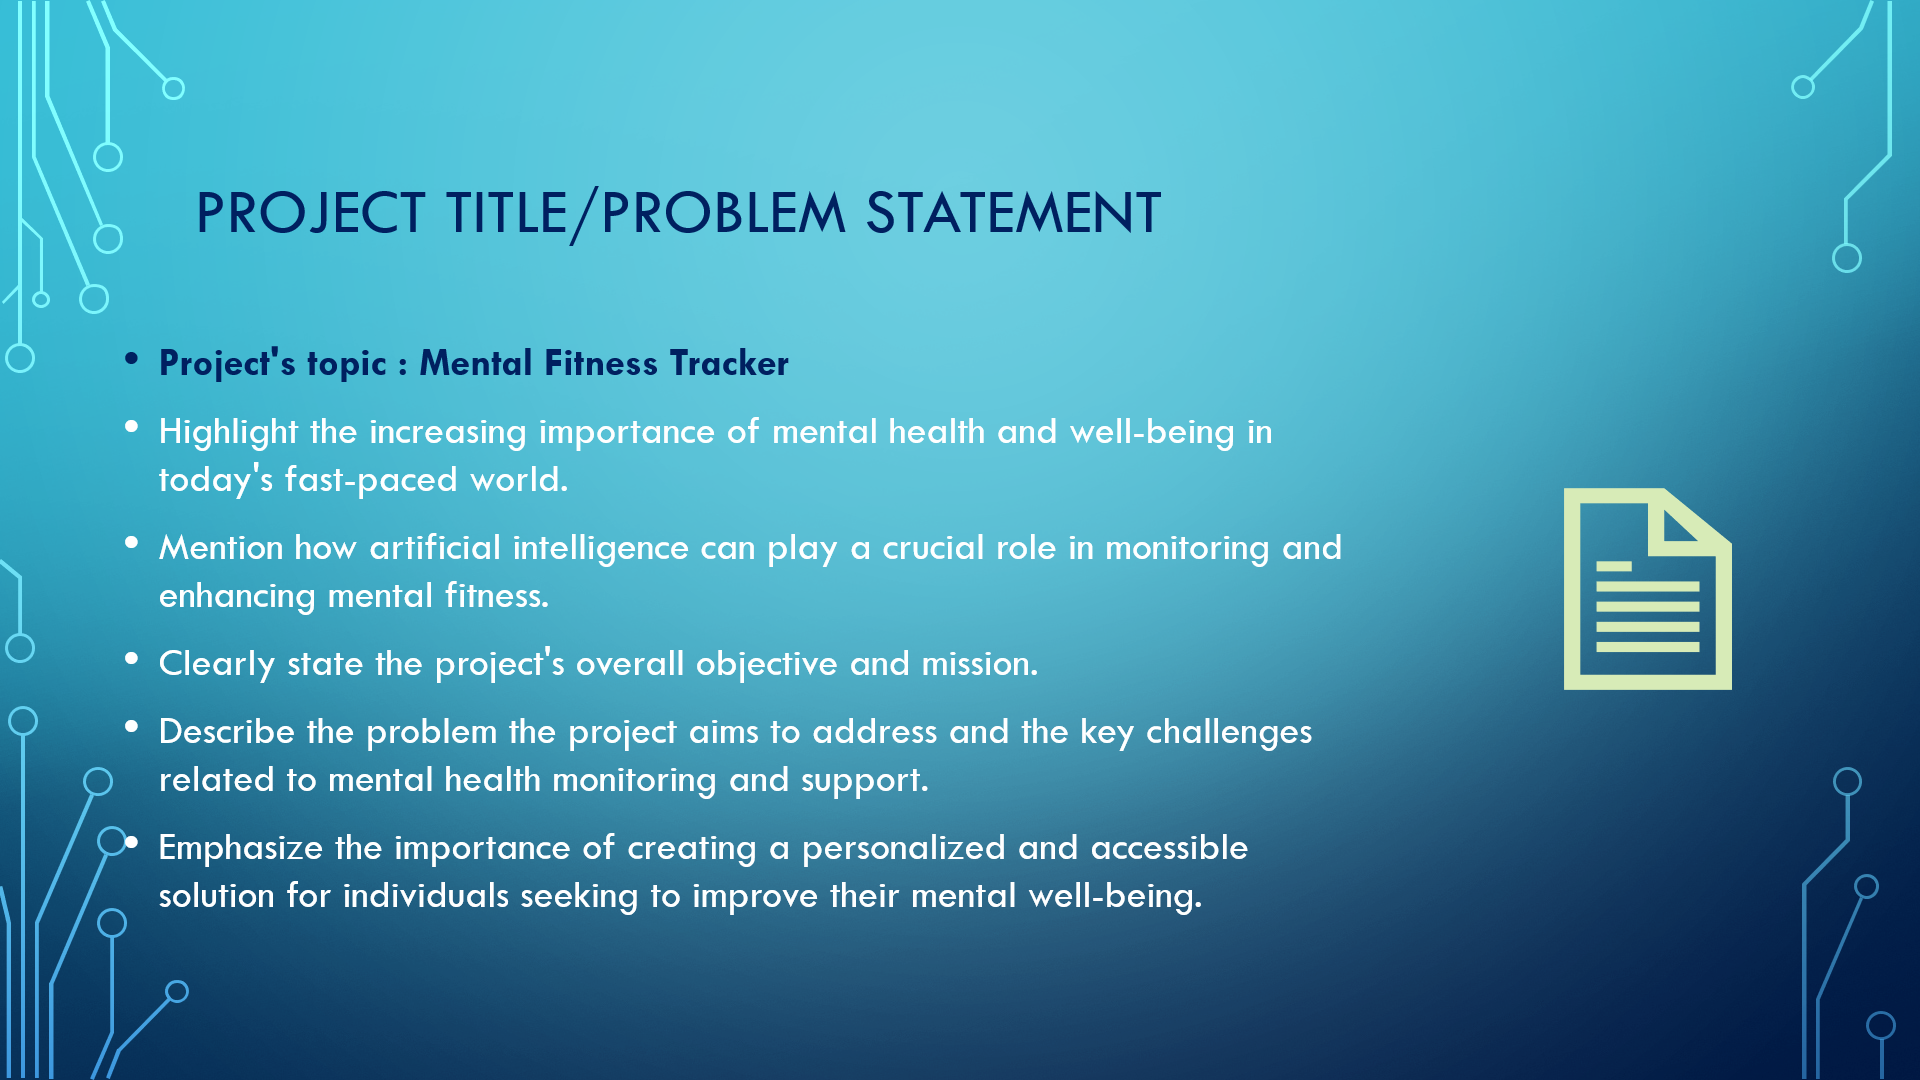 PROJECT TITLE/PROBLEM STATEMENT
• Project's topic : Mental Fitness Tracker
• Highlight the increasing importance of mental health and well-being in
today's fast-paced world.
• Mention how artificial intelligence can play a crucial role in monitoring and
enhancing mental fitness.
• Clearly state the project's overall objective and mission.
• Describe the problem the project aims to address and the key challenges
related to mental health monitoring and support.
• Emphasize the importance of creating a personalized and accessible
solution for individuals seeking to improve their mental well-being.